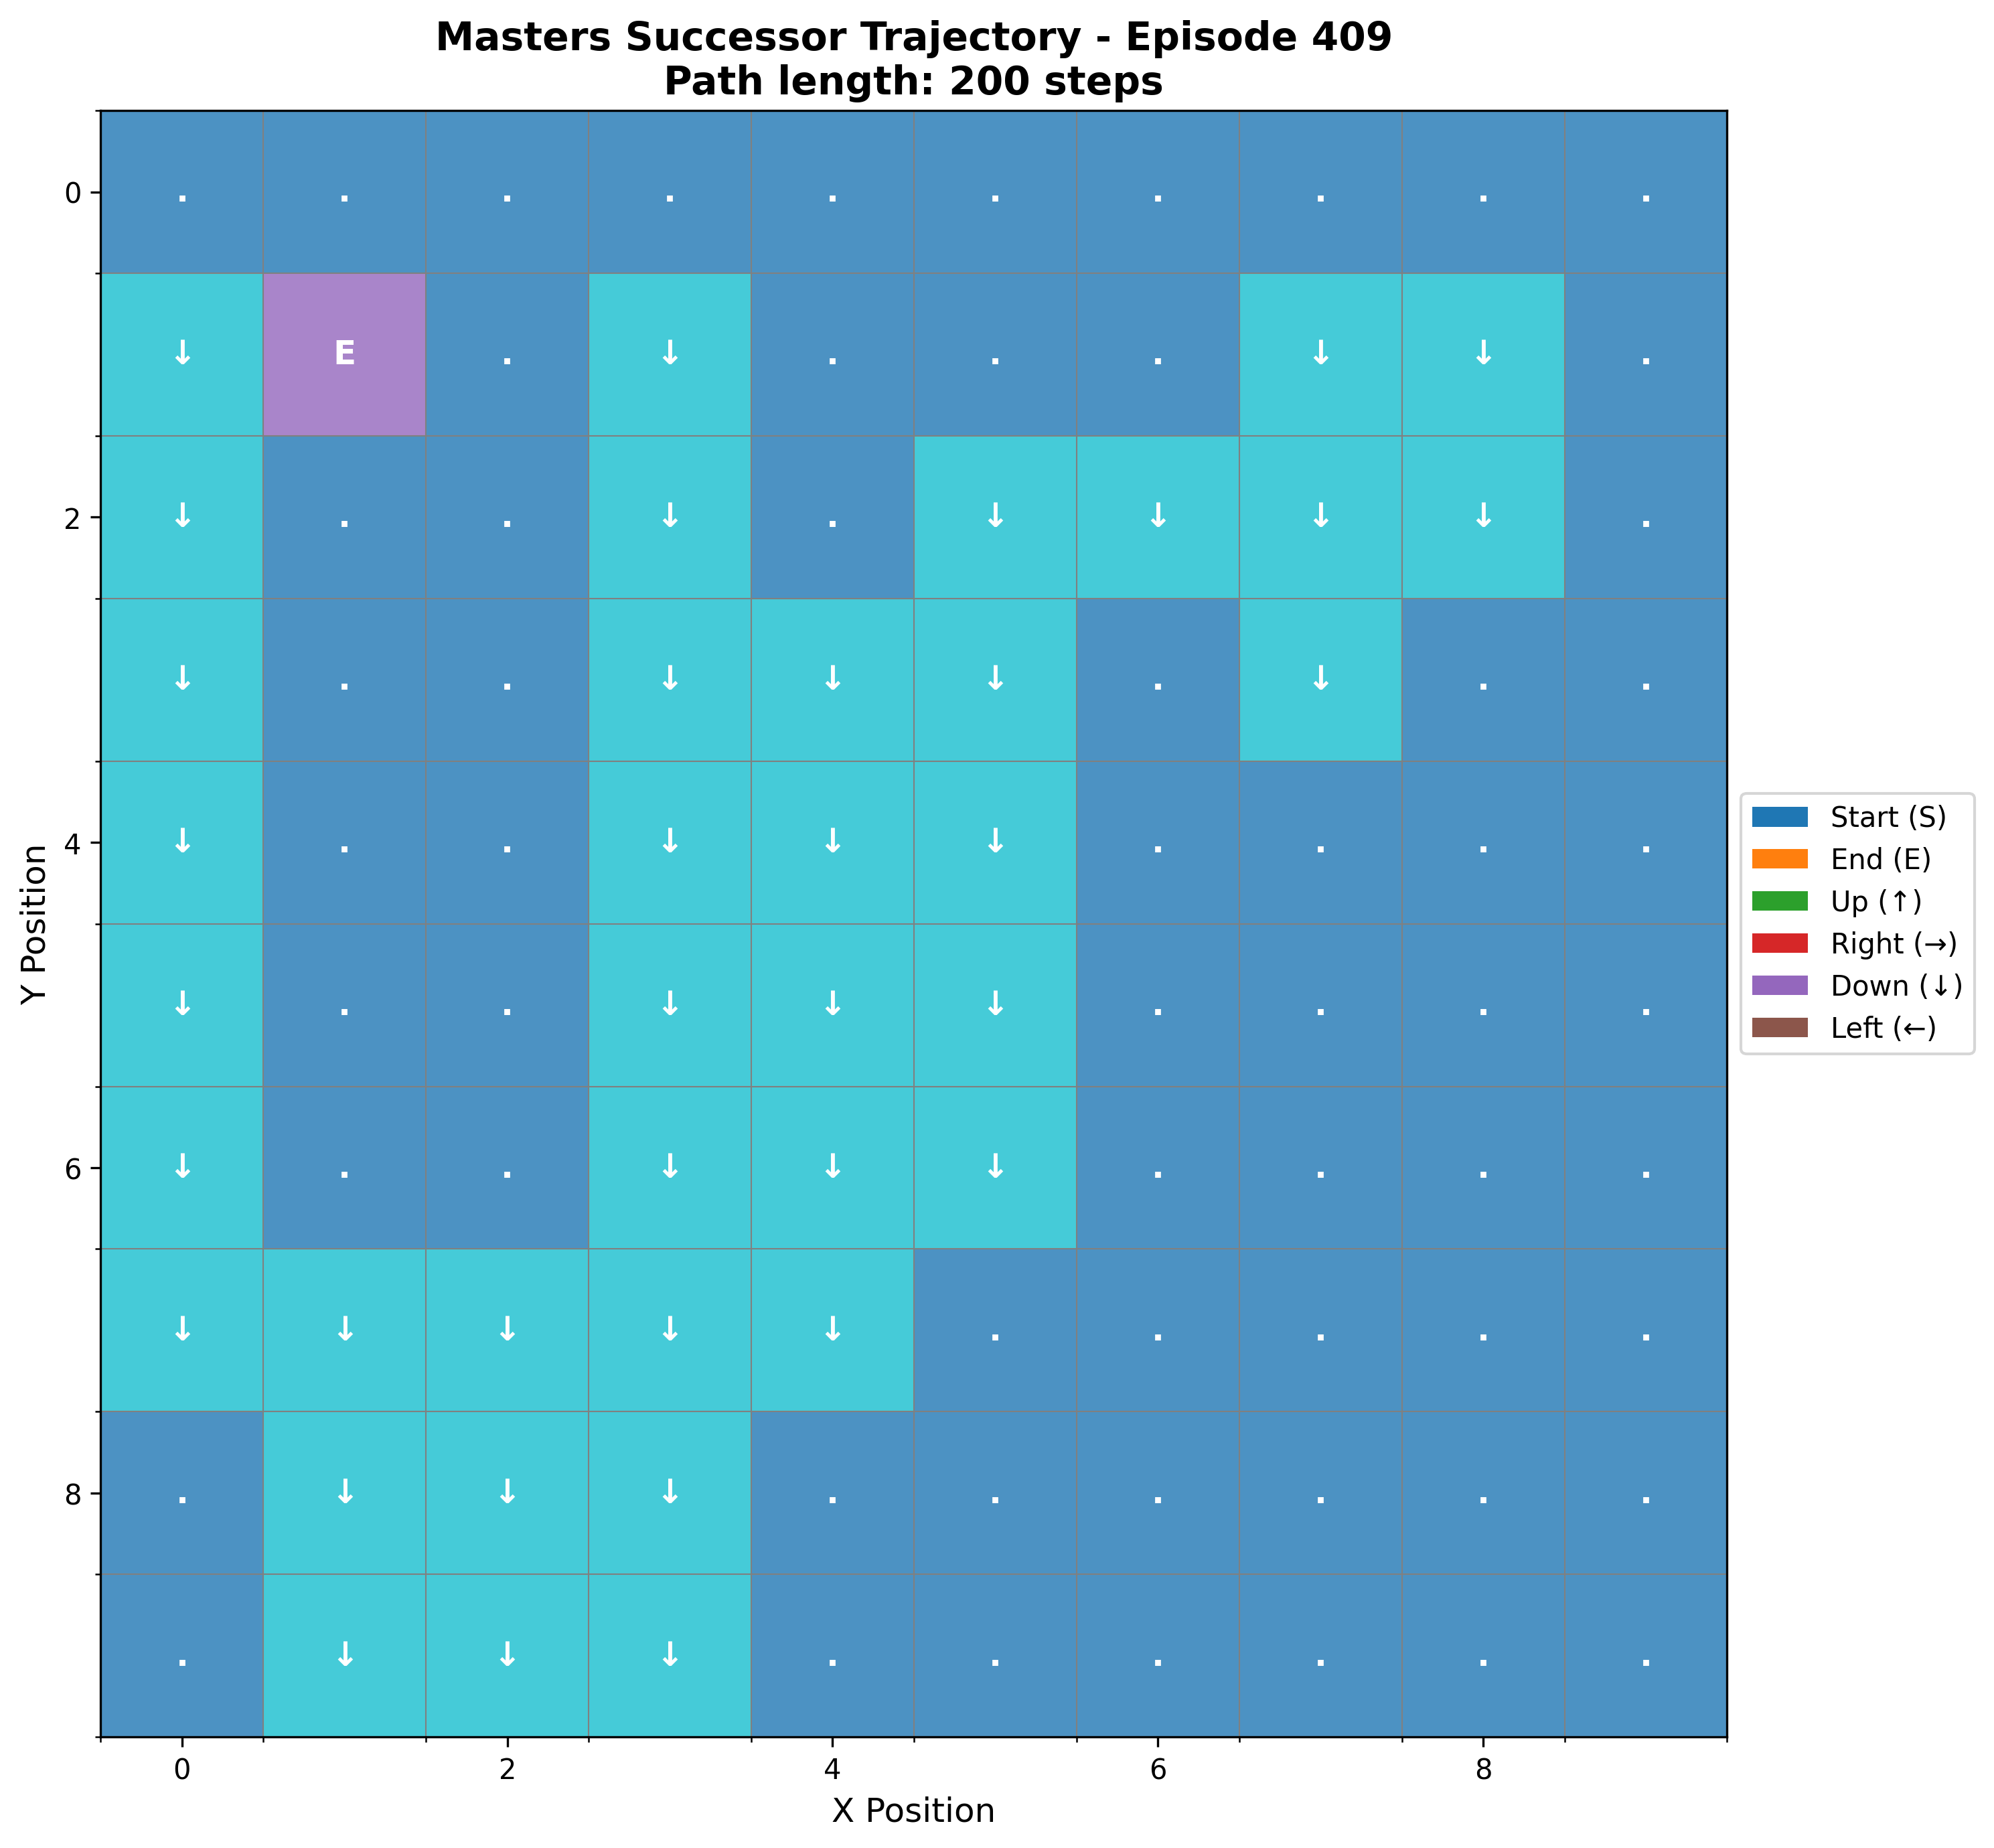 Masters Successor Trajectory - Episode 409
Path length: 200 steps
0 . . . . . . . . . .
↓ E . ↓ . . . ↓ ↓ .
2 ↓ . . ↓ . ↓ ↓ ↓ ↓ .
↓ . . ↓ ↓ ↓ . ↓ . .
4 ↓ . . ↓ ↓ ↓ . . . .
↓ . . ↓ ↓ ↓ . . . .
6 ↓ . . ↓ ↓ ↓ . . . .
↓ ↓ ↓ ↓ ↓ . . . . .
8 . ↓ ↓ ↓ . . . . . .
. ↓ ↓ ↓ . . . . . .
0 2 4 6 8
X Position
Y Position
Start (S)
End (E)
Up (↑)
Right (→)
Down (↓)
Left (←)